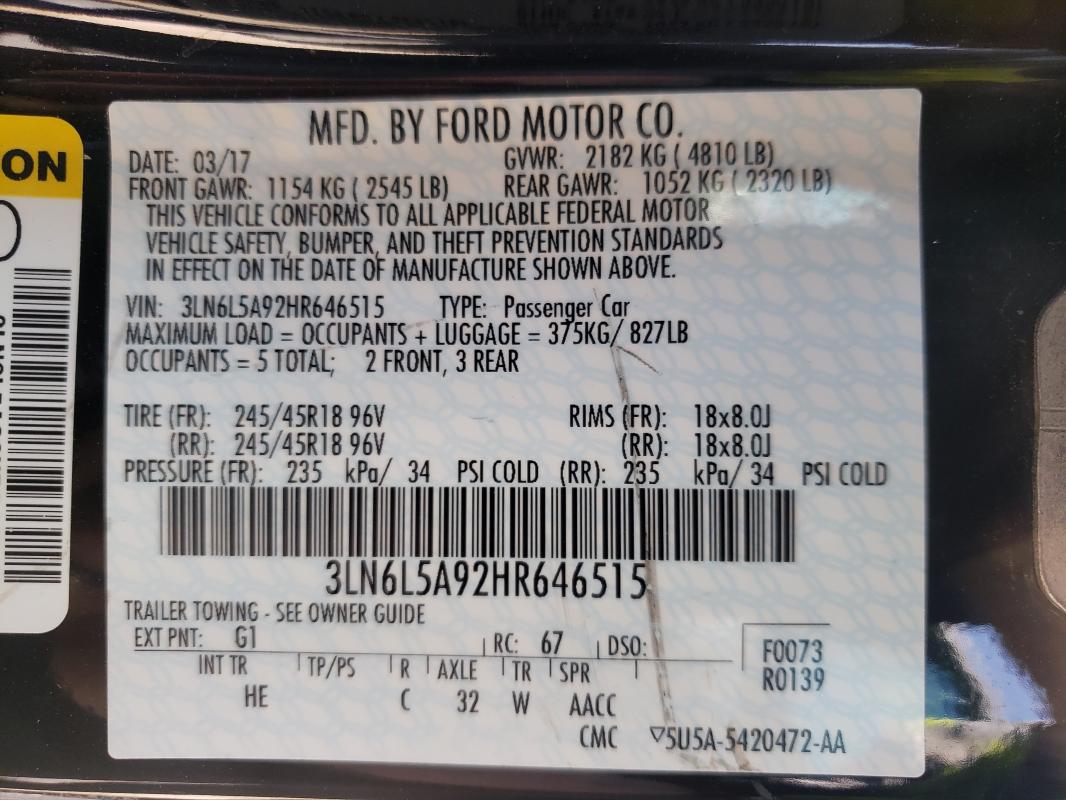 MFD. BY FORD MOTOR CO.
DATE: 03/17 GVWR: 2182 KG ( 4810 LB)
FRONT GAWR: 1154 KG ( 2545 LB) REAR GAWR: 1052 KG ( 2320 LB)
THIS VEHICLE CONFORMS TO ALL APPLICABLE FEDERAL MOTOR
VEHICLE SAFETY, BUMPER, AND THEFT PREVENTION STANDARDS
IN EFFECT ON THE DATE OF MANUFACTURE SHOWN ABOVE.
VIN: 3LN6L5A92HR646515 TYPE: Passenger Car
MAXIMUM LOAD = OCCUPANTS + LUGGAGE = 375KG/ 827LB
OCCUPANTS = 5 TOTAL; 2 FRONT, 3 REAR
TIRE (FR): 245/45R18 96V RIMS (FR): 18x8.0J
(RR): 245/45R18 96V (RR): 18x8.0J
PRESSURE (FR): 235 kPa/ 34 PSI COLD (RR): 235 kPa/ 34 PSI COLD
3LN6L5A92HR646515
TRAILER TOWING - SEE OWNER GUIDE
EXT PNT: G1 RC: 67 DSO:
INT TR TP/PS R AXLE TR SPR
HE C 32 W AACC
CMC ▽5U5A-5420472-AA
F0073
R0139
ON